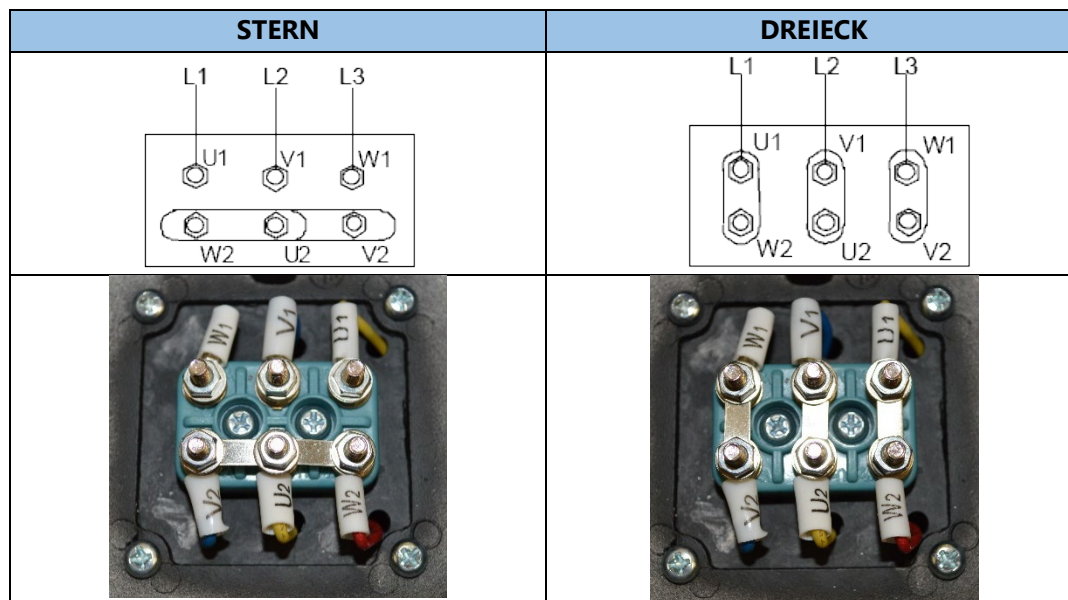 STERN
DREIECK
L1 L2 L3
U1 V1 W1
W2 U2 V2
L1 L2 L3
U1 V1 W1
W2 U2 V2
W1 V1 U1
V2 U2 W2
W1 V1 U1
V2 U2 W2